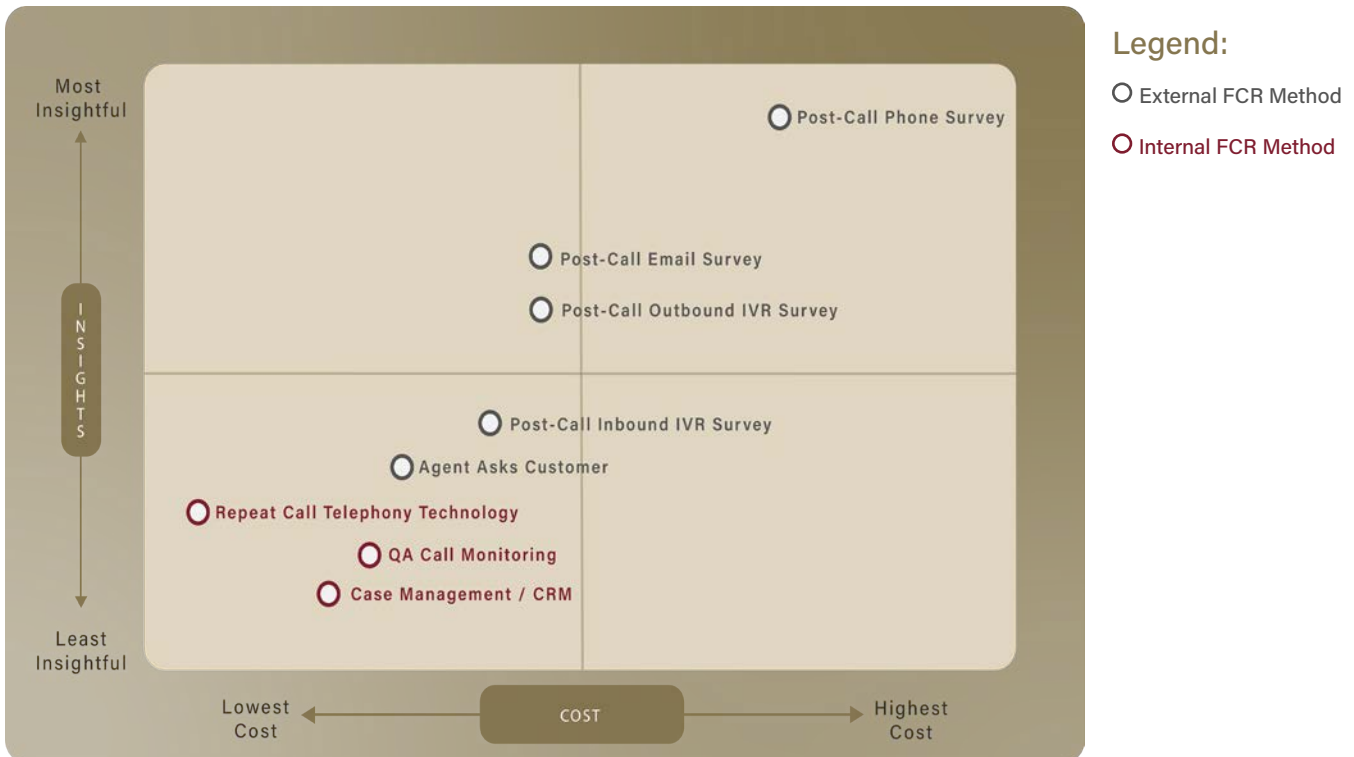 Most
Insightful
INSIGHTS
Least
Insightful
Post-Call Phone Survey
Post-Call Email Survey
Post-Call Outbound IVR Survey
Post-Call Inbound IVR Survey
Agent Asks Customer
Repeat Call Telephony Technology
QA Call Monitoring
Case Management / CRM
Lowest
Cost
COST
Highest
Cost
Legend:
External FCR Method
Internal FCR Method